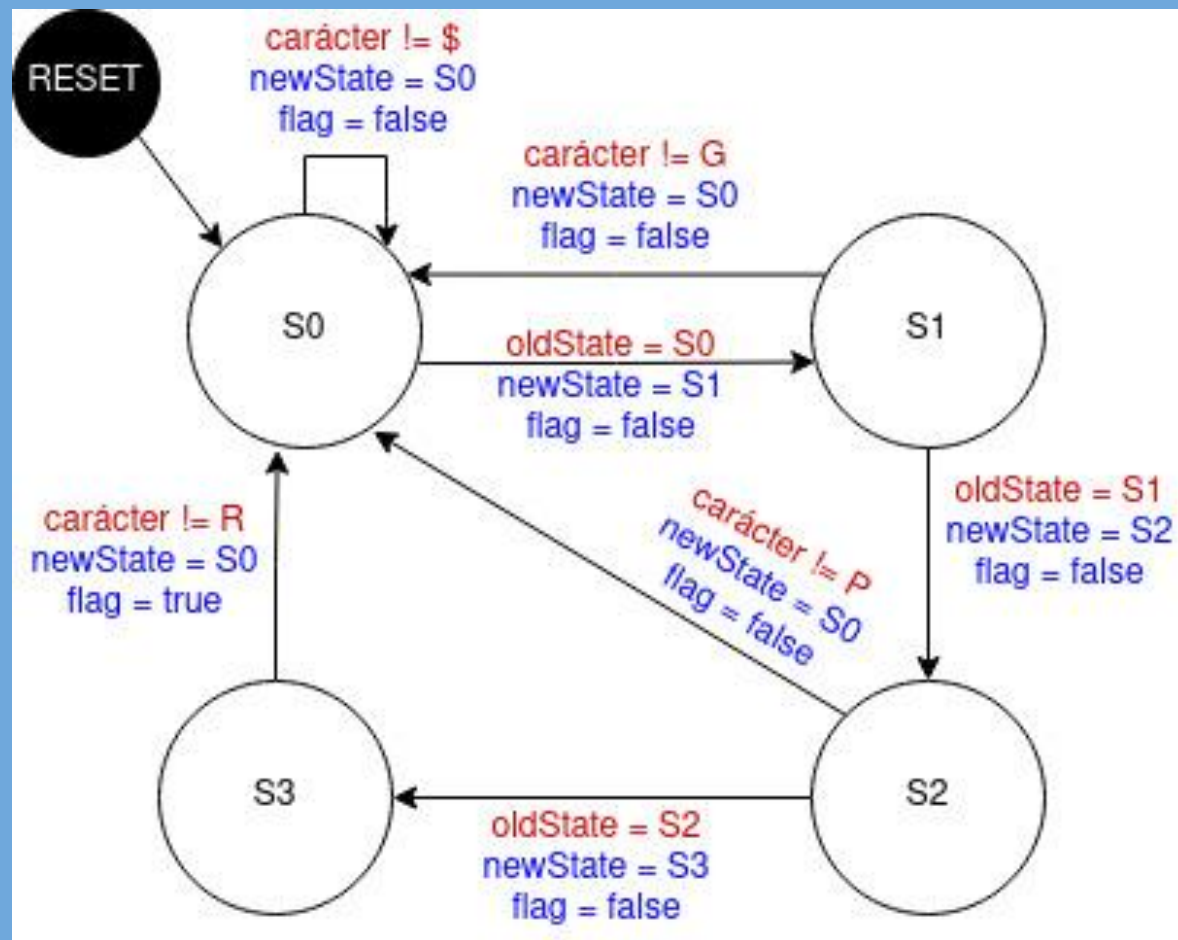 RESET
carácter != $
newState = S0
flag = false
carácter != G
newState = S0
flag = false
S0
S1
oldState = S0
newState = S1
flag = false
carácter != R
newState = S0
flag = true
carácter != P
newState = S0
flag = false
oldState = S1
newState = S2
flag = false
S3
S2
oldState = S2
newState = S3
flag = false